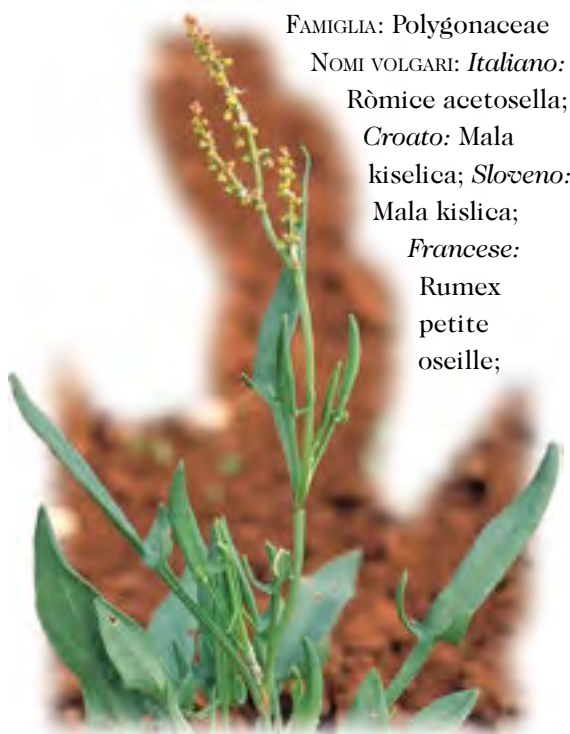 FAMIGLIA: Polygonaceae
NOMI VOLGARI: Italiano:
Ròmice acetosella;
Croato: Mala
kiselica; Sloveno:
Mala kislica;
Francese:
Rumex
petite
oseille;